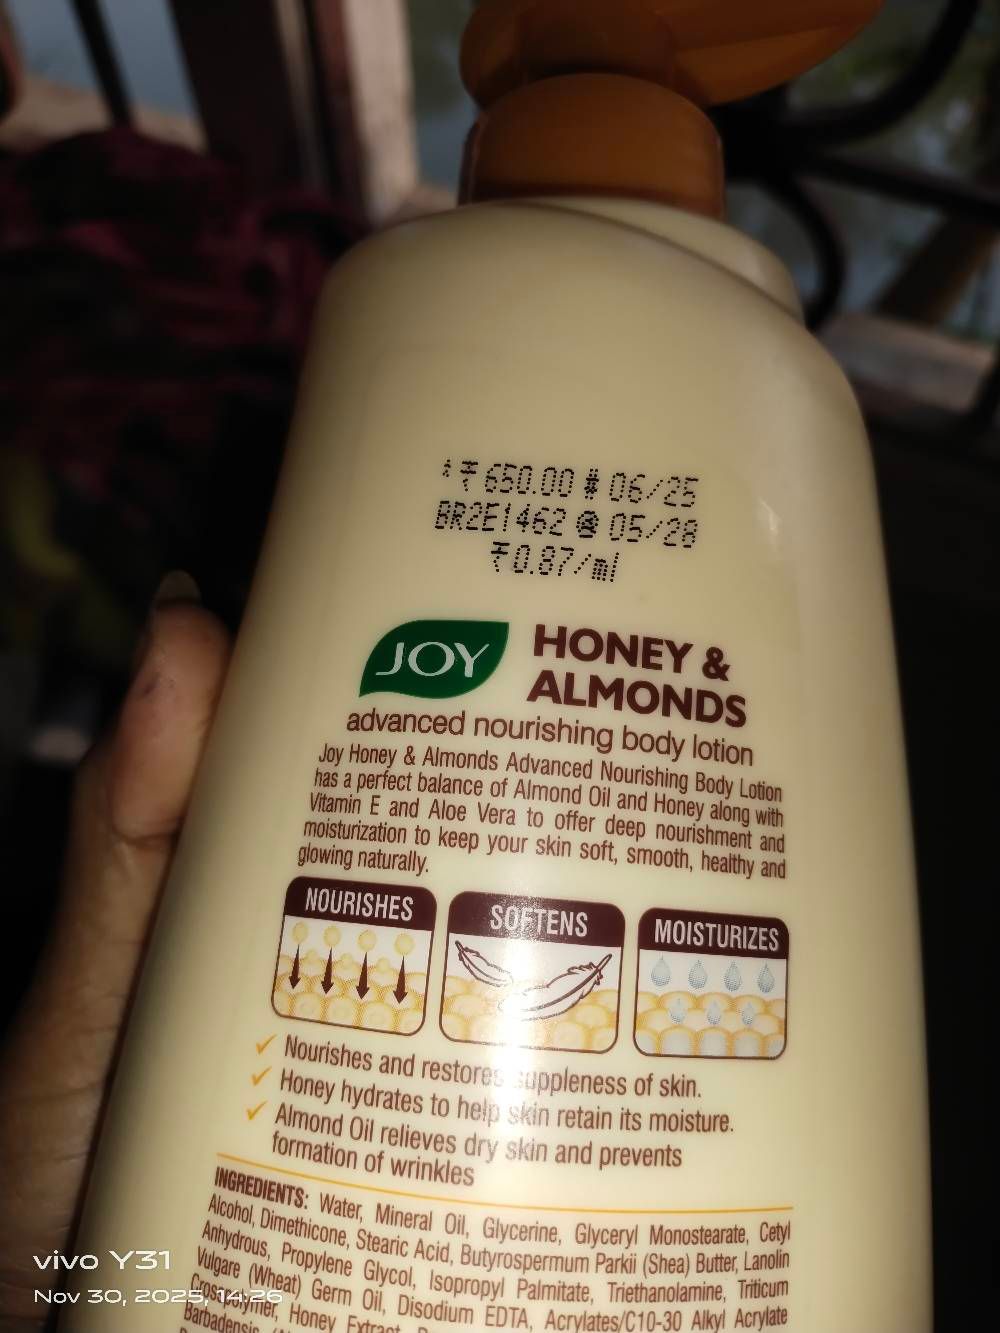 ₹650.00 # 06/25
BR2E1462 @ 05/28
₹0.87/ml
JOY
HONEY &
ALMONDS
advanced nourishing body lotion
Joy Honey & Almonds Advanced Nourishing Body Lotion
has a perfect balance of Almond Oil and Honey along with
Vitamin E and Aloe Vera to offer deep nourishment and
moisturization to keep your skin soft, smooth, healthy and
glowing naturally.
NOURISHES
SOFTENS
MOISTURIZES
Nourishes and restores suppleness of skin.
Honey hydrates to help skin retain its moisture.
Almond Oil relieves dry skin and prevents
formation of wrinkles
INGREDIENTS: Water, Mineral Oil, Glycerine, Glyceryl Monostearate, Cetyl
Alcohol, Dimethicone, Stearic Acid, Butyrospermum Parkii (Shea) Butter, Lanolin
Anhydrous, Propylene Glycol, Isopropyl Palmitate, Triethanolamine, Triticum
Vulgare (Wheat) Germ Oil, Disodium EDTA, Acrylates/C10-30 Alkyl Acrylate
Crosspolymer, Honey Extract,
Barbadensis
vivo Y31
Nov 30, 2025, 14:26